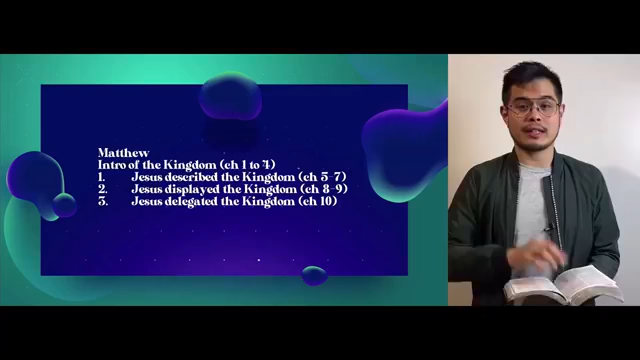 Matthew
Intro of the Kingdom (ch 1 to 4)
1. Jesus described the Kingdom (ch 5-7)
2. Jesus displayed the Kingdom (ch 8-9)
3. Jesus delegated the Kingdom (ch 10)